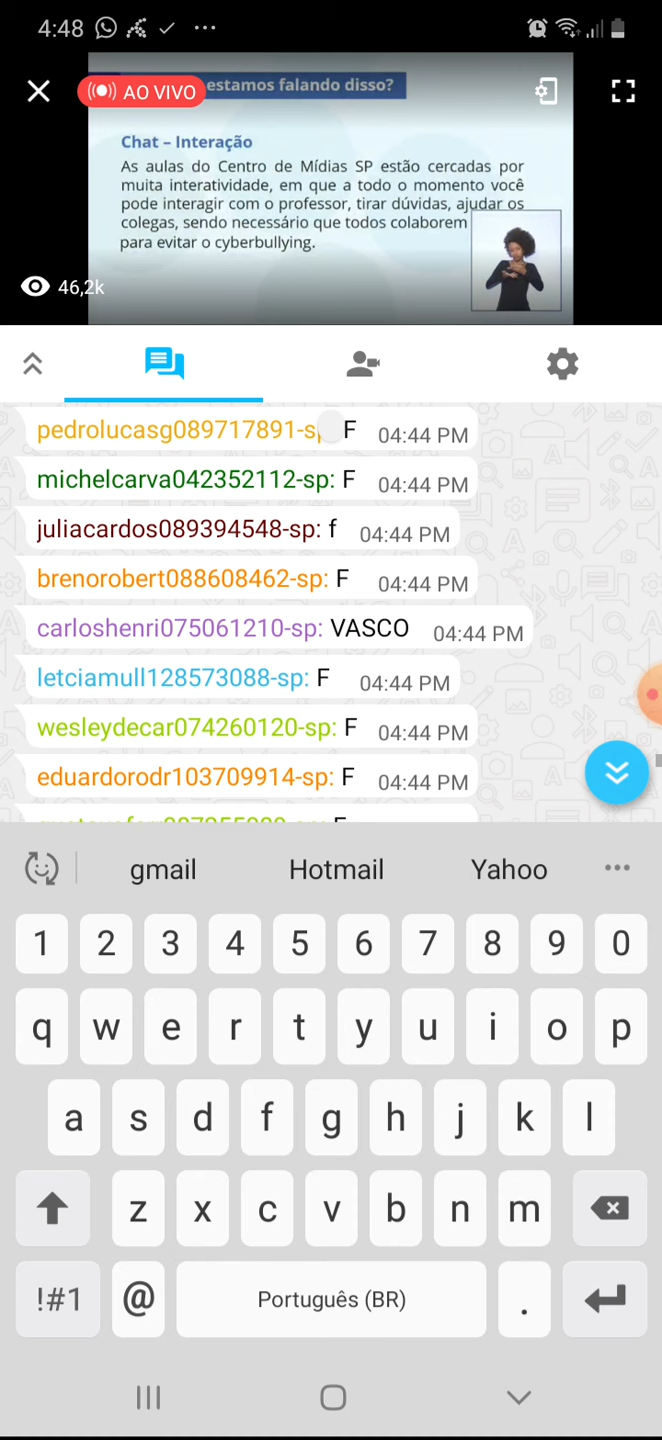 4:48
AO VIVO
estamos falando disso?
Chat – Interação
As aulas do Centro de Mídias SP estão cercadas por
muita interatividade, em que a todo o momento você
pode interagir com o professor, tirar dúvidas, ajudar os
colegas, sendo necessário que todos colaborem
para evitar o cyberbullying.
46,2k
pedrolucasg089717891-s F 04:44 PM
michelcarva042352112-sp: F 04:44 PM
juliacardos089394548-sp: f 04:44 PM
brenorobert088608462-sp: F 04:44 PM
carloshenri075061210-sp: VASCO 04:44 PM
letciamull128573088-sp: F 04:44 PM
wesleydecar074260120-sp: F 04:44 PM
eduardorodr103709914-sp: F 04:44 PM
gmail Hotmail Yahoo
1 2 3 4 5 6 7 8 9 0
q w e r t y u i o p
a s d f g h j k l
z x c v b n m
!#1 @ Português (BR) .